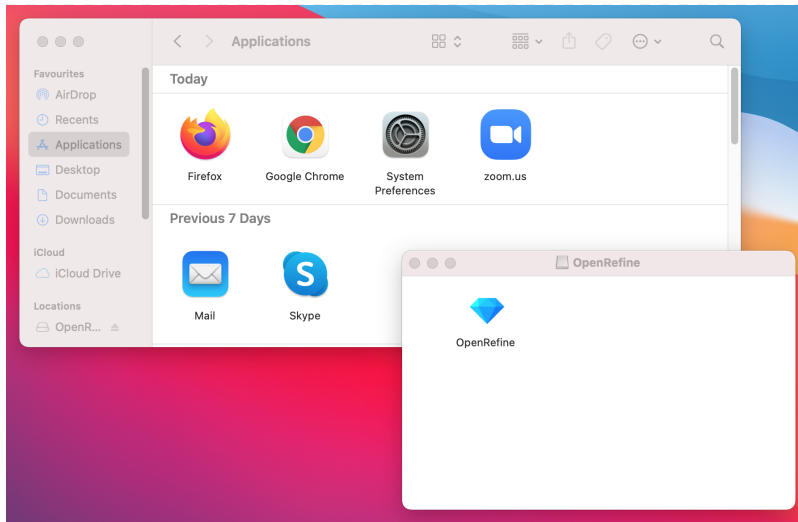 Applications
Favourites
AirDrop
Recents
Applications
Desktop
Documents
Downloads
iCloud
iCloud Drive
Locations
OpenR...
Today
Firefox
Google Chrome
System
Preferences
zoom.us
Previous 7 Days
Mail
S
Skype
OpenRefine
OpenRefine